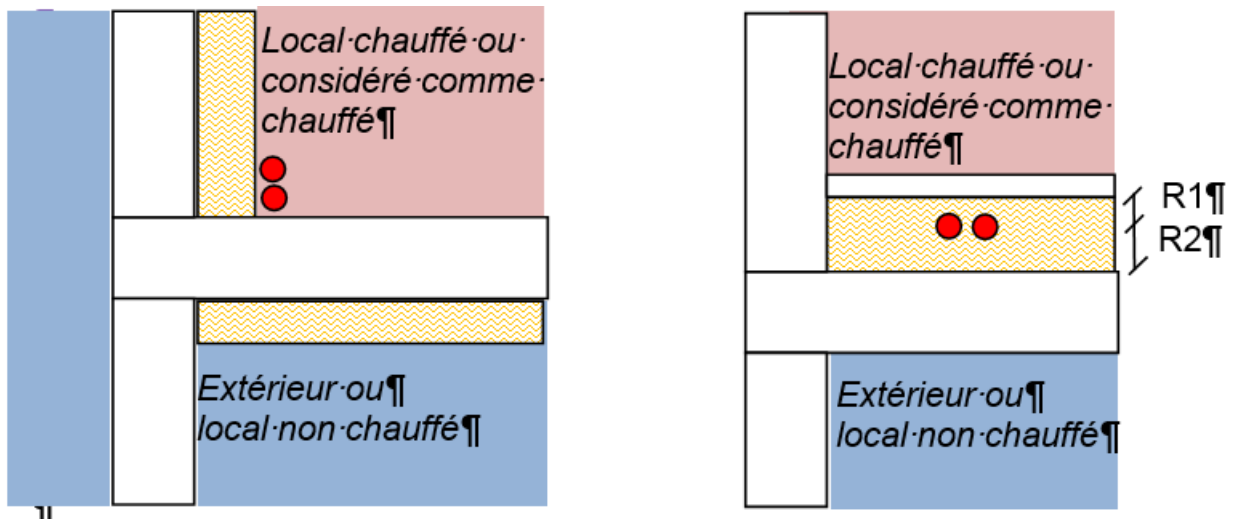 Local·chauffé·ou·
considéré·comme·
chauffé¶
Extérieur·ou¶
local·non·chauffé¶
¶
Local·chauffé·ou·
considéré·comme·
chauffé¶
R1¶
R2¶
Extérieur·ou¶
local·non·chauffé¶